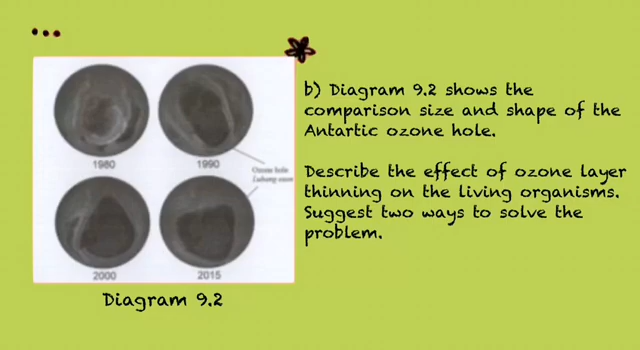 b) Diagram 9.2 shows the
comparison size and shape of the
Antartic ozone hole.
Describe the effect of ozone layer
thinning on the living organisms.
Suggest two ways to solve the
problem.
1980
1990
Ozone hole
Lubang ozon
2000
2015
Diagram 9.2